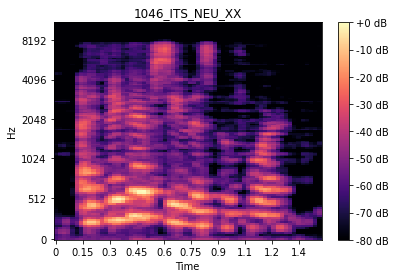 1046_ITS_NEU_XX
+0 dB
8192
-10 dB
4096
-20 dB
-30 dB
2048
Hz
-40 dB
1024
-50 dB
512
-60 dB
-70 dB
0
-80 dB
0 0.15 0.3 0.45 0.6 0.75 0.9 1.1 1.2 1.4
Time